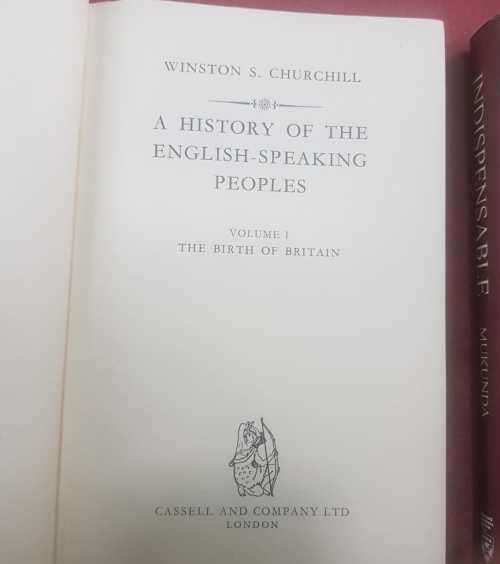 WINSTON S. CHURCHILL
A HISTORY OF THE
ENGLISH-SPEAKING
PEOPLES
VOLUME I
THE BIRTH OF BRITAIN
CASSELL AND COMPANY LTD
LONDON
INDISPENSABLE
MUKUNDA